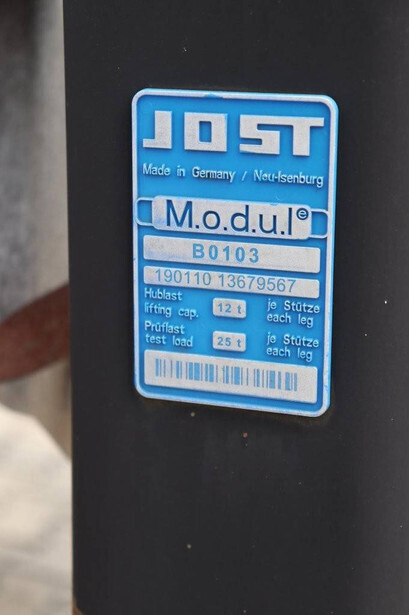 JOST
Made in Germany / Neu-Isenburg
M.o.d.u.l®
B0103
190110 13679567
Hublast 12 t je Stütze
lifting cap. each leg
Prüflast 25 t je Stütze
test load each leg